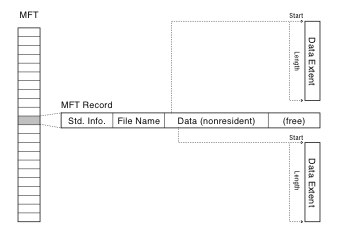 MFT
Start
Length
Data Extent
MFT Record
Std. Info.
File Name
Data (nonresident)
(free)
Start
Length
Data Extent